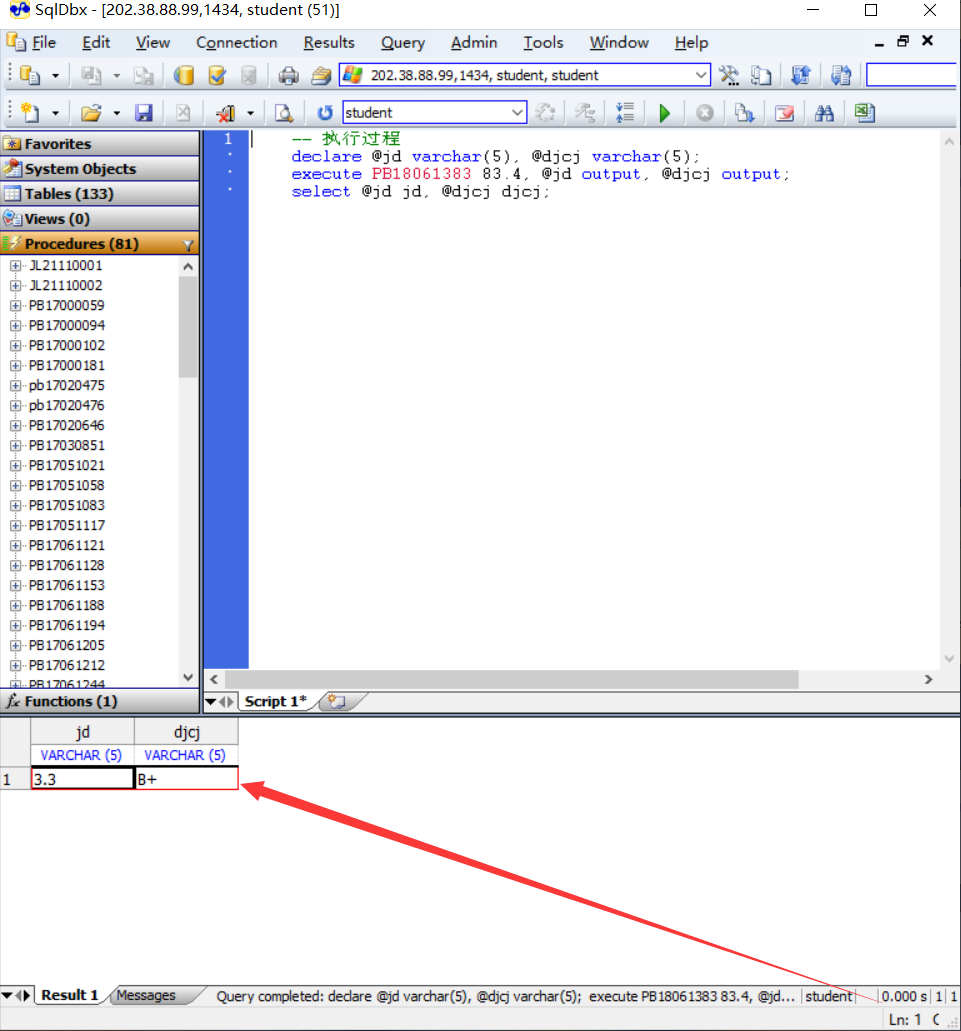 SqlDbx - [202.38.88.99,1434, student (51)]
File Edit View Connection Results Query Admin Tools Window Help
202.38.88.99,1434, student, student
student
Favorites
System Objects
Tables (133)
Views (0)
Procedures (81)
JL21110001
JL21110002
PB17000059
PB17000094
PB17000102
PB17000181
pb17020475
pb17020476
PB17020646
PB17030851
PB17051021
PB17051058
PB17051083
PB17051117
PB17061121
PB17061128
PB17061153
PB17061188
PB17061194
PB17061205
PB17061212
PB17061244
Functions (1)
1 -- 执行过程
declare @jd varchar(5), @djcj varchar(5);
execute PB18061383 83.4, @jd output, @djcj output;
select @jd jd, @djcj djcj;
Script 1*
jd djcj
VARCHAR (5) VARCHAR (5)
1 3.3 B+
Result 1 Messages Query completed: declare @jd varchar(5), @djcj varchar(5); execute PB18061383 83.4, @jd... student 0.000 s 1 1
Ln: 1